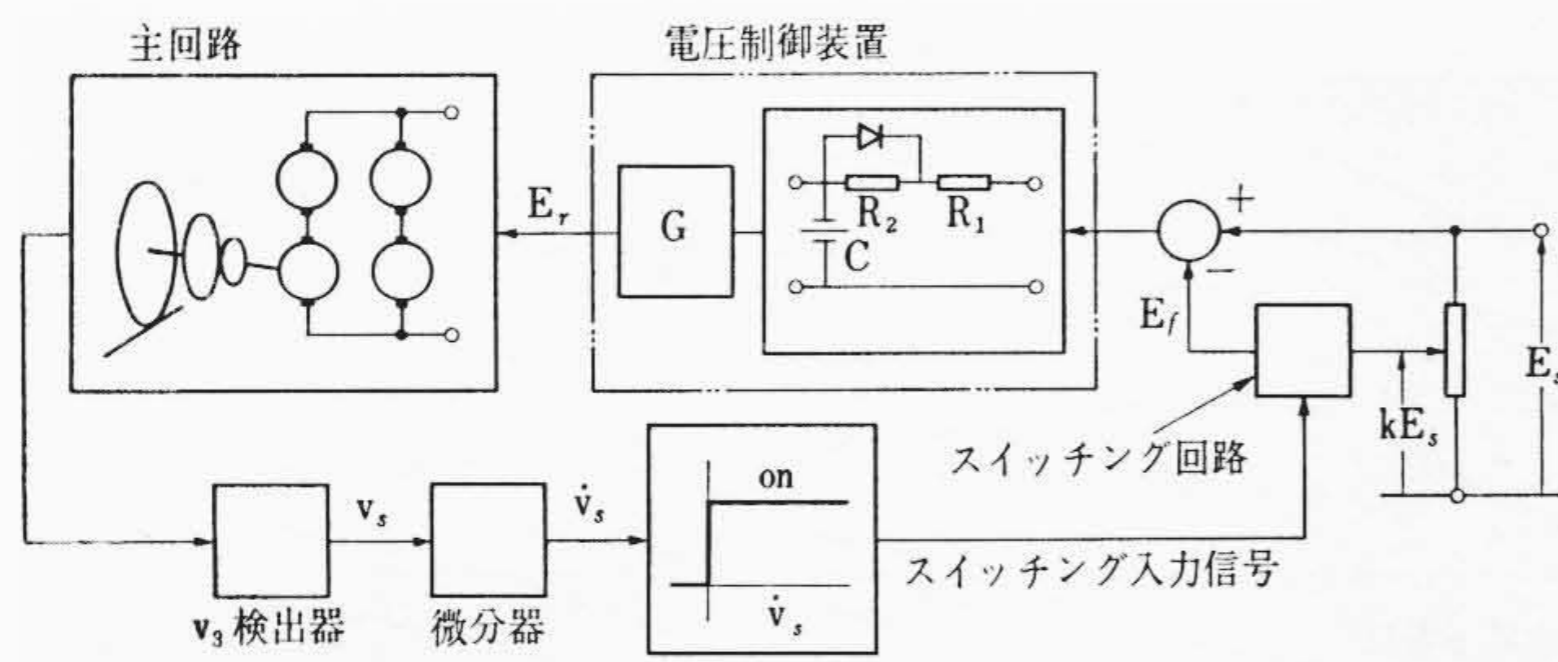 主回路
電圧制御装置
E_r
G
R_2
R_1
C
+
−
E_f
E_s
kE_s
スイッチング回路
on
v_s
v̇_s
v̇_s
スイッチング入力信号
v_3 検出器
微分器